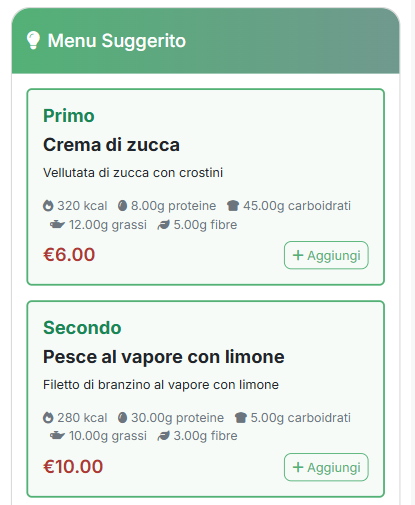 Menu Suggerito
Primo
Crema di zucca
Vellutata di zucca con crostini
320 kcal 8.00g proteine 45.00g carboidrati
12.00g grassi 5.00g fibre
€6.00 + Aggiungi
Secondo
Pesce al vapore con limone
Filetto di branzino al vapore con limone
280 kcal 30.00g proteine 5.00g carboidrati
10.00g grassi 3.00g fibre
€10.00 + Aggiungi